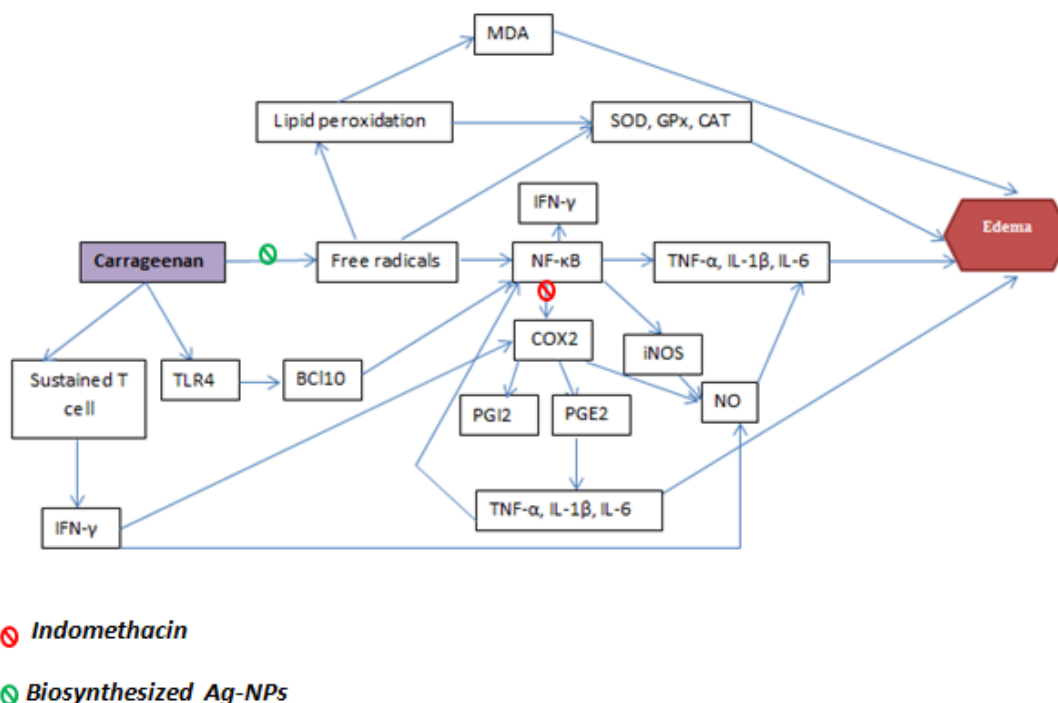 MDA
Lipid peroxidation
SOD, GPx, CAT
IFN-γ
Edema
Carrageenan
Free radicals
NF-κB
TNF-α, IL-1β, IL-6
COX2
iNOS
Sustained T
cell
TLR4
BCl10
PGI2
PGE2
NO
TNF-α, IL-1β, IL-6
IFN-γ
Indomethacin
Biosynthesized Ag-NPs